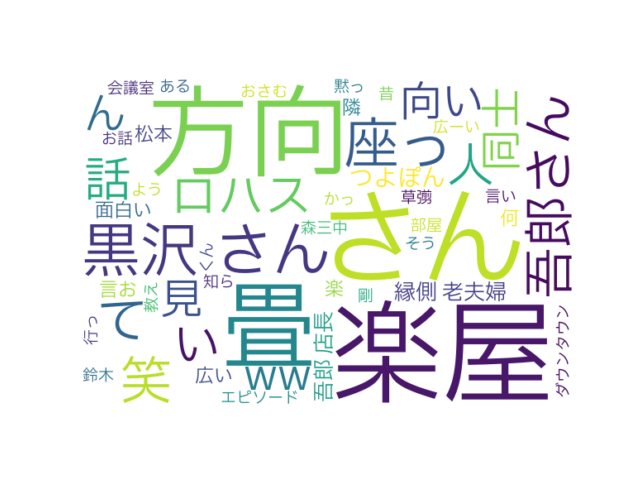 会議室
ある
おさむ
黙っ
昔
ん
お話
松本
方向
隣
向い
広ーい
座っ
同士
話
よう
ロハス
つよぽん
人
面白い
かっ
草彅
言い
吾郎さん
黒沢
さん
くん
知ら
森三中
部屋
そう
何
さん
言お
教え
見
畳
楽
剛
縁側
老夫婦
て
い
行っ
笑
ww
吾郎
店長
楽屋
鈴木
広い
エピソード
ダウンタウン